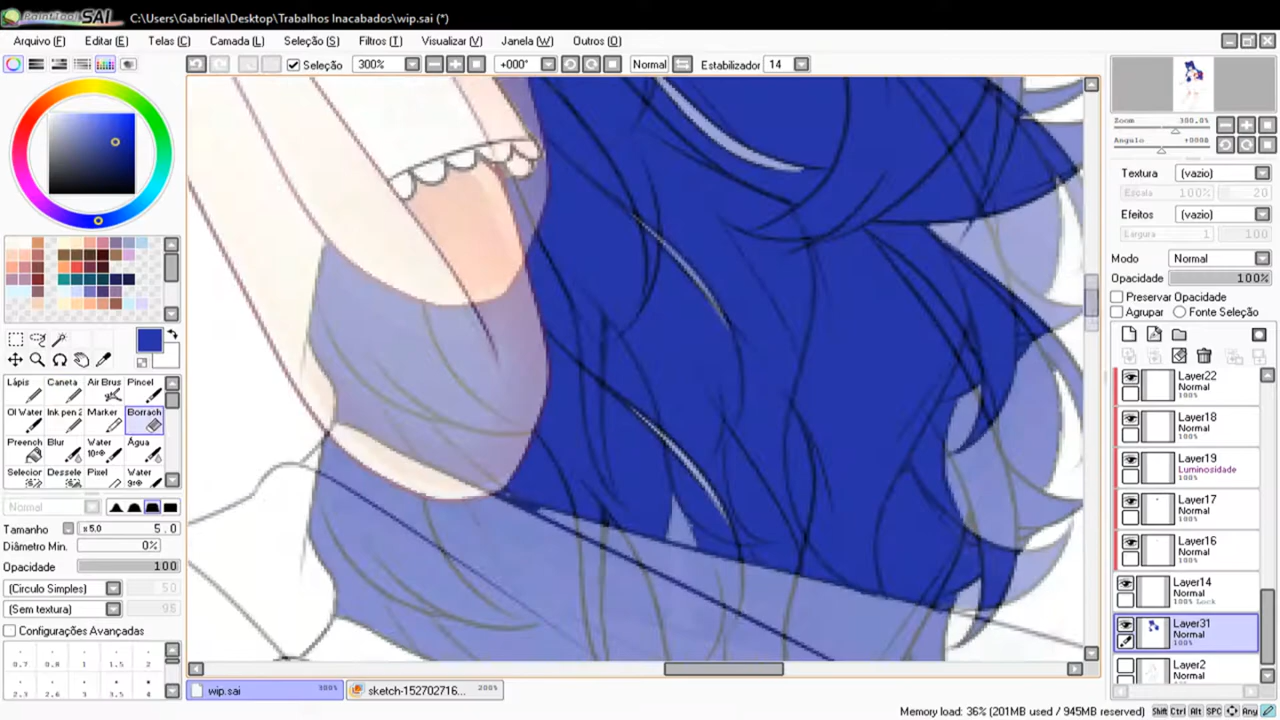 PaintTool SAI C:\Users\Gabriella\Desktop\Trabalhos Inacabados\wip.sai (*)
Arquivo (F) Editar (E) Telas (C) Camada (L) Seleção (S) Filtros (T) Visualizar (V) Janela (W) Outros (O)
Seleção 300% +000° Normal Estabilizador 14
Zoom 300.0%
Angulo +000°
Textura (vazio)
Escala 100% 20
Efeitos (vazio)
Largura 1 100
Modo Normal
Opacidade 100%
Preservar Opacidade
Agrupar Fonte Seleção
Lápis Caneta Air Brus Pincel
Ol Water Ink pen 2 Marker Borrach
Preench Blur Water Água
Selecior Dessele Pixel Water
Normal
Tamanho x 5.0 5.0
Diâmetro Min. 0%
Opacidade 100
(Circulo Simples) 50
(Sem textura) 95
Configurações Avançadas
0.7 0.8 1 1.5 2
2.3 2.6 3 3.5 4
Layer22
Normal
100%
Layer18
Normal
100%
Layer19
Luminosidade
100%
Layer17
Normal
100%
Layer16
Normal
100%
Layer14
Normal
100% Lock
Layer31
Normal
100%
Layer2
Normal
wip.sai 300% sketch-152702716... 200%
Memory load: 36% (201MB used / 945MB reserved) Shift Ctrl Alt SPC Any